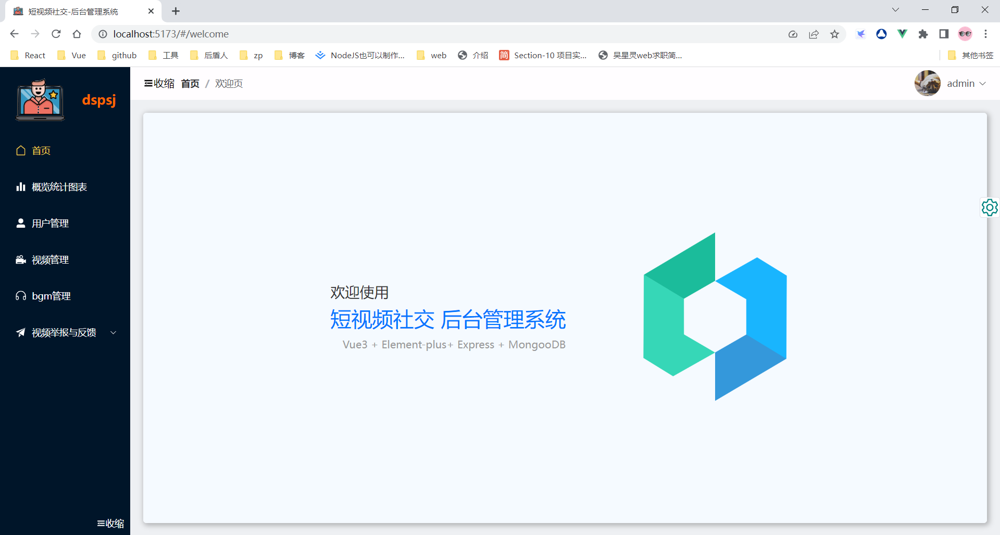 短视频社交-后台管理系统
localhost:5173/#/welcome
React Vue github 工具 后盾人 zp 博客 NodeJS也可以制作... web 介绍 简 Section-10 项目实... 吴星灵web求职简... 其他书签
dspsj
首页
概览统计图表
用户管理
视频管理
bgm管理
视频举报与反馈
收缩
收缩 首页 / 欢迎页
admin
欢迎使用
短视频社交 后台管理系统
Vue3 + Element-plus+ Express + MongooDB